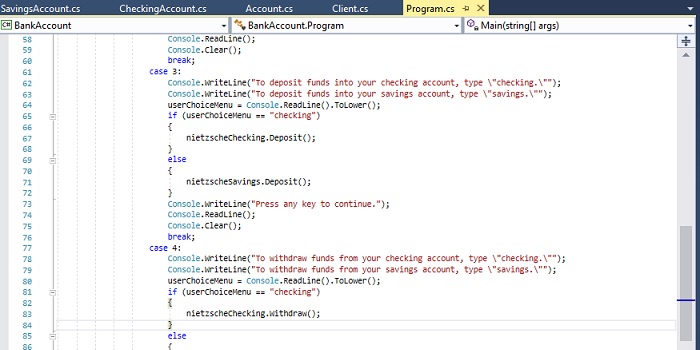 SavingsAccount.cs CheckingAccount.cs Account.cs Client.cs Program.cs
C# BankAccount BankAccount.Program Main(string[] args)
58 Console.ReadLine();
59 Console.Clear();
60 break;
61 case 3:
62 Console.WriteLine("To deposit funds into your checking account, type \"checking.\"");
63 Console.WriteLine("To deposit funds into your savings account, type \"savings.\"");
64 userChoiceMenu = Console.ReadLine().ToLower();
65 if (userChoiceMenu == "checking")
66 {
67 nietzscheChecking.Deposit();
68 }
69 else
70 {
71 nietzscheSavings.Deposit();
72 }
73 Console.WriteLine("Press any key to continue.");
74 Console.ReadLine();
75 Console.Clear();
76 break;
77 case 4:
78 Console.WriteLine("To withdraw funds from your checking account, type \"checking.\"");
79 Console.WriteLine("To withdraw funds from your savings account, type \"savings.\"");
80 userChoiceMenu = Console.ReadLine().ToLower();
81 if (userChoiceMenu == "checking")
82 {
83 nietzscheChecking.Withdraw();
84 }
85 else
86 {